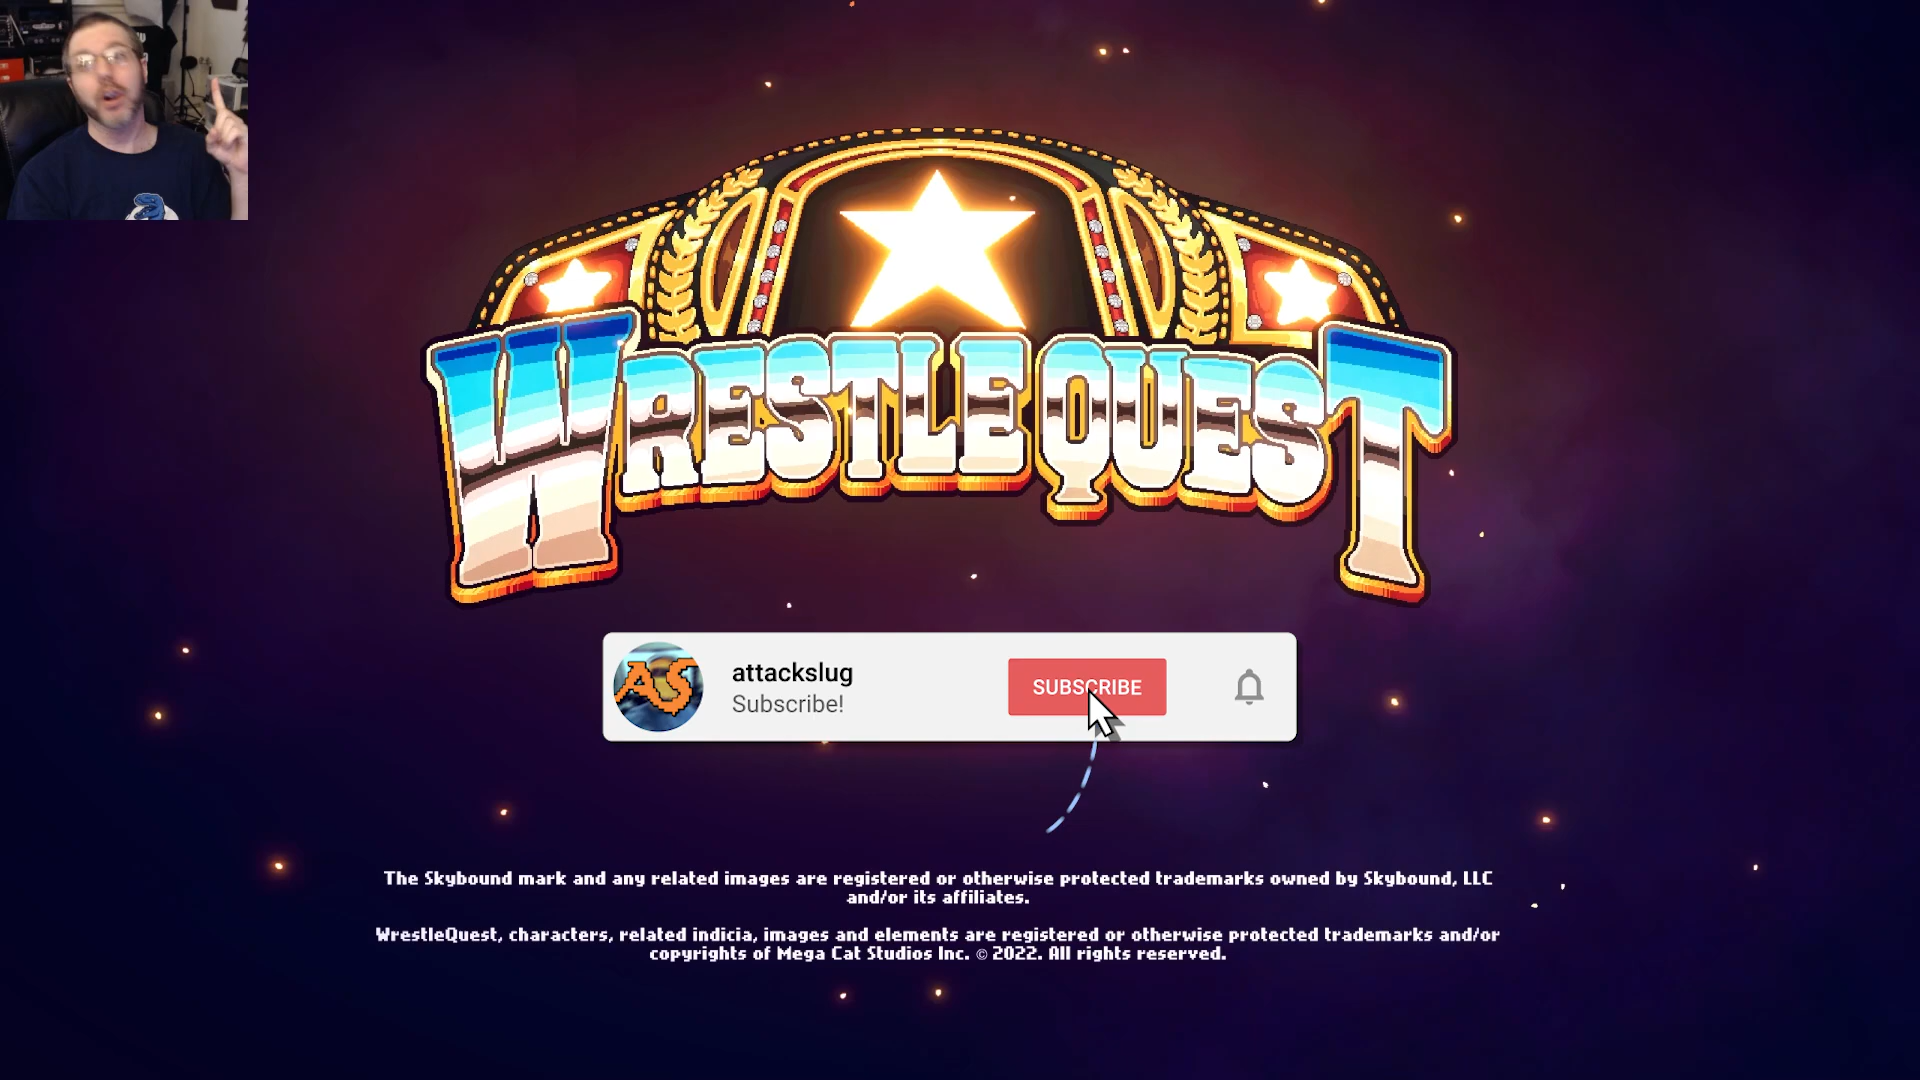 WRESTLEQUEST
AS
attackslug
Subscribe!
SUBSCRIBE
The Skybound mark and any related images are registered or otherwise protected trademarks owned by Skybound, LLC
and/or its affiliates.
WrestleQuest, characters, related indicia, images and elements are registered or otherwise protected trademarks and/or
copyrights of Mega Cat Studios Inc. © 2022. All rights reserved.